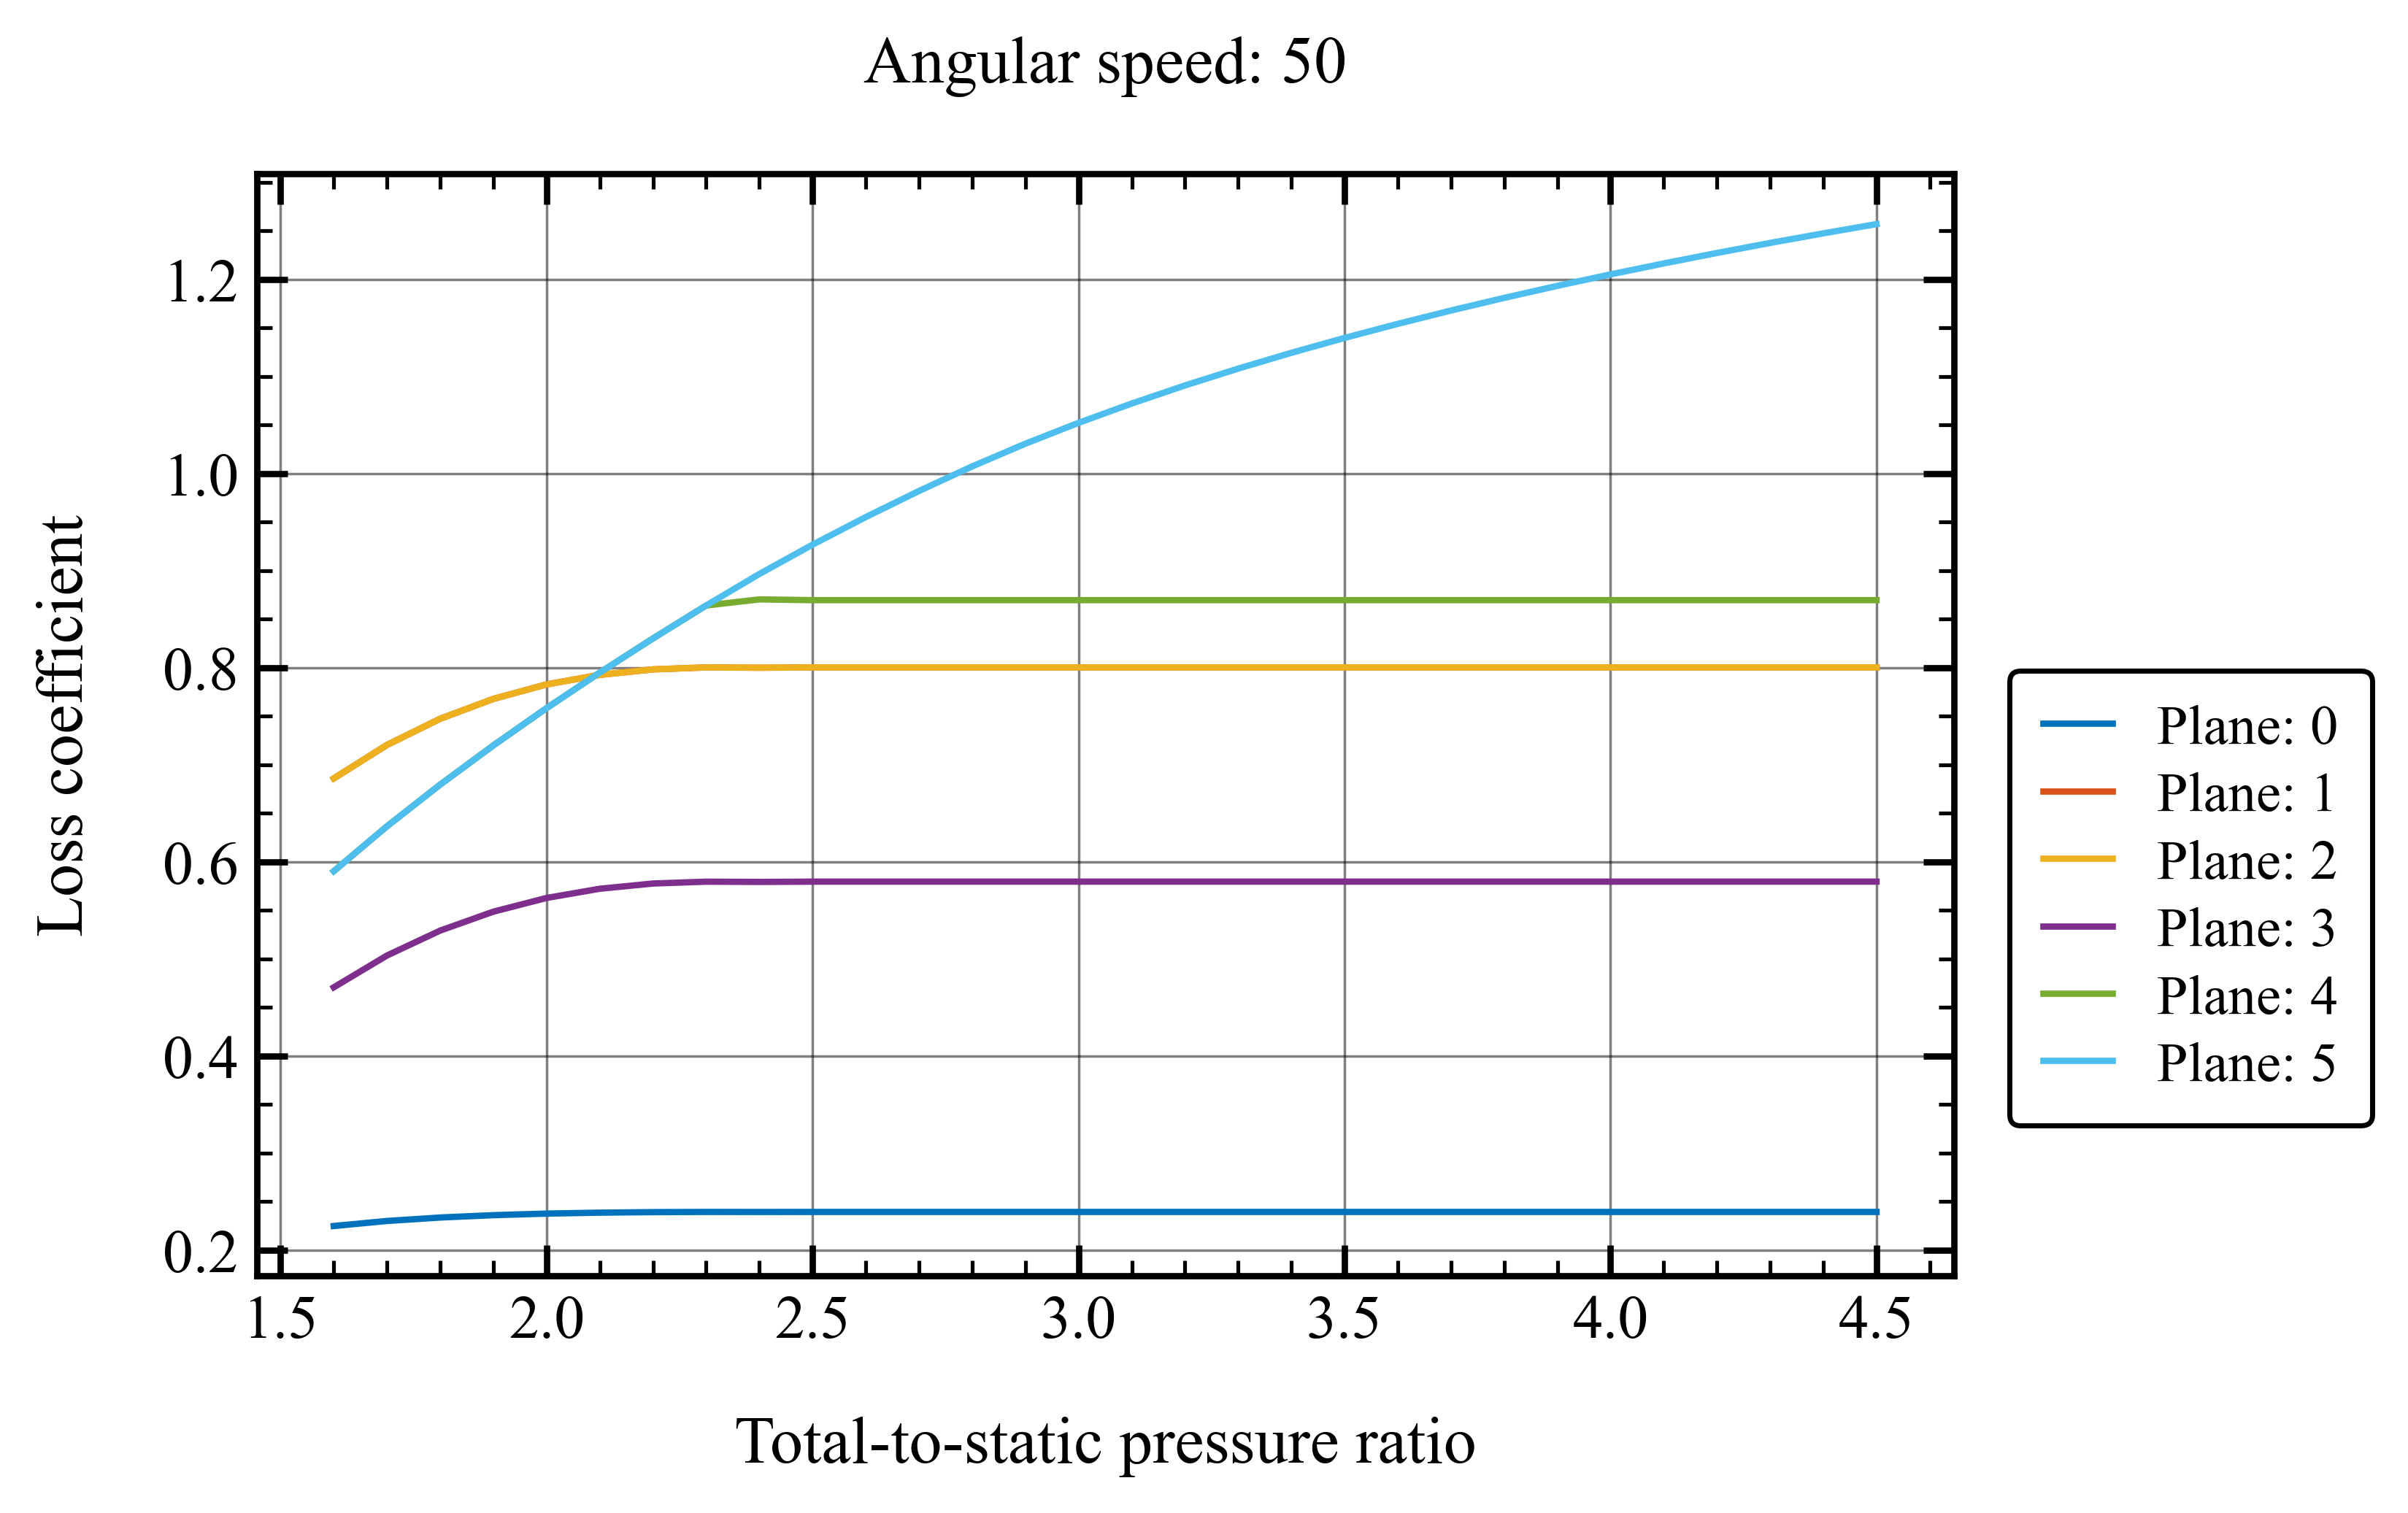 Angular speed: 50
Loss coefficient
1.2
1.0
0.8
0.6
0.4
0.2
1.5 2.0 2.5 3.0 3.5 4.0 4.5
Total-to-static pressure ratio
Plane: 0
Plane: 1
Plane: 2
Plane: 3
Plane: 4
Plane: 5